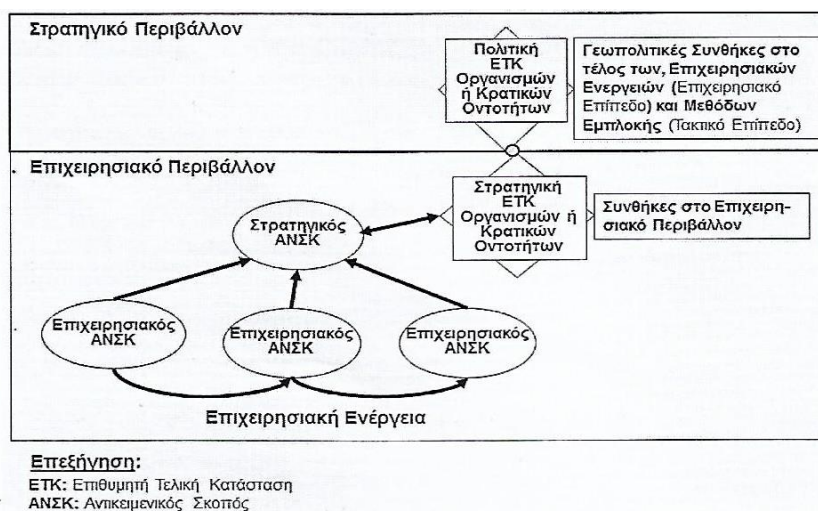 Στρατηγικό Περιβάλλον
Πολιτική
ΕΤΚ
Οργανισμών
ή Κρατικών
Οντοτήτων
Γεωπολιτικές Συνθήκες στο
τέλος των, Επιχειρησιακών
Ενεργειών (Επιχειρησιακό
Επίπεδο) και Μεθόδων
Εμπλοκής (Τακτικό Επίπεδο)
Επιχειρησιακό Περιβάλλον
Στρατηγική
ΕΤΚ
Οργανισμών ή
Κρατικών
Οντοτήτων
Συνθήκες στο Επιχειρη-
σιακό Περιβάλλον
Στρατηγικός
ΑΝΣΚ
Επιχειρησιακός
ΑΝΣΚ
Επιχειρησιακός
ΑΝΣΚ
Επιχειρησιακός
ΑΝΣΚ
Επιχειρησιακή Ενέργεια
Επεξήγηση:
ΕΤΚ: Επιθυμητή Τελική Κατάσταση
ΑΝΣΚ: Αντικειμενικός Σκοπός